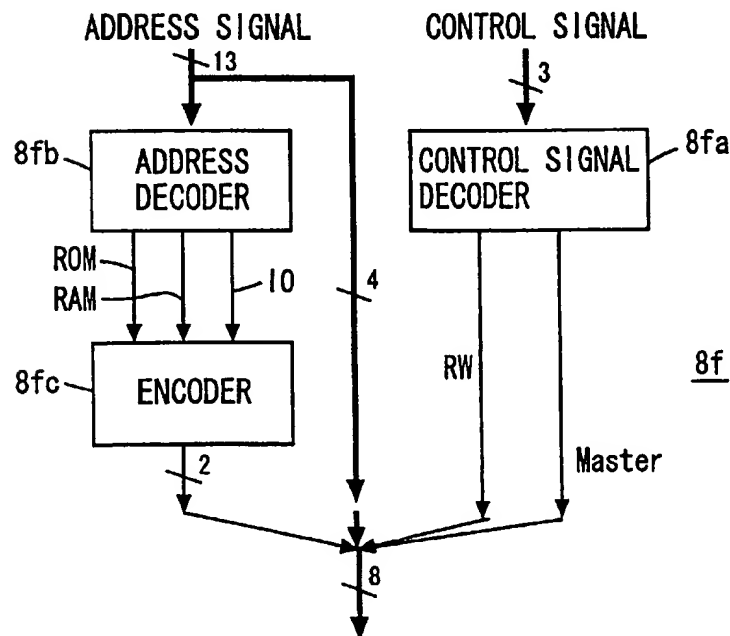 ADDRESS SIGNAL
CONTROL SIGNAL
13
3
8fb
ADDRESS
DECODER
CONTROL SIGNAL
DECODER
8fa
ROM
RAM
IO
4
8fc
ENCODER
RW
8f
2
Master
8